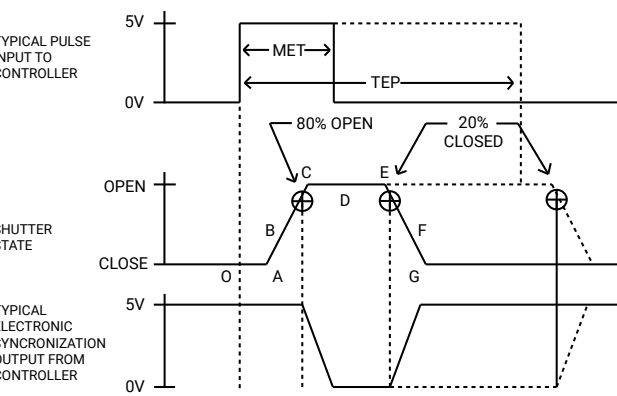 5V
TYPICAL PULSE
INPUT TO
CONTROLLER
MET
TEP
0V
80% OPEN
20%
CLOSED
C
E
OPEN
D
B
F
SHUTTER
STATE
CLOSE
O
A
G
5V
TYPICAL
ELECTRONIC
SYNCRONIZATION
OUTPUT FROM
CONTROLLER
0V